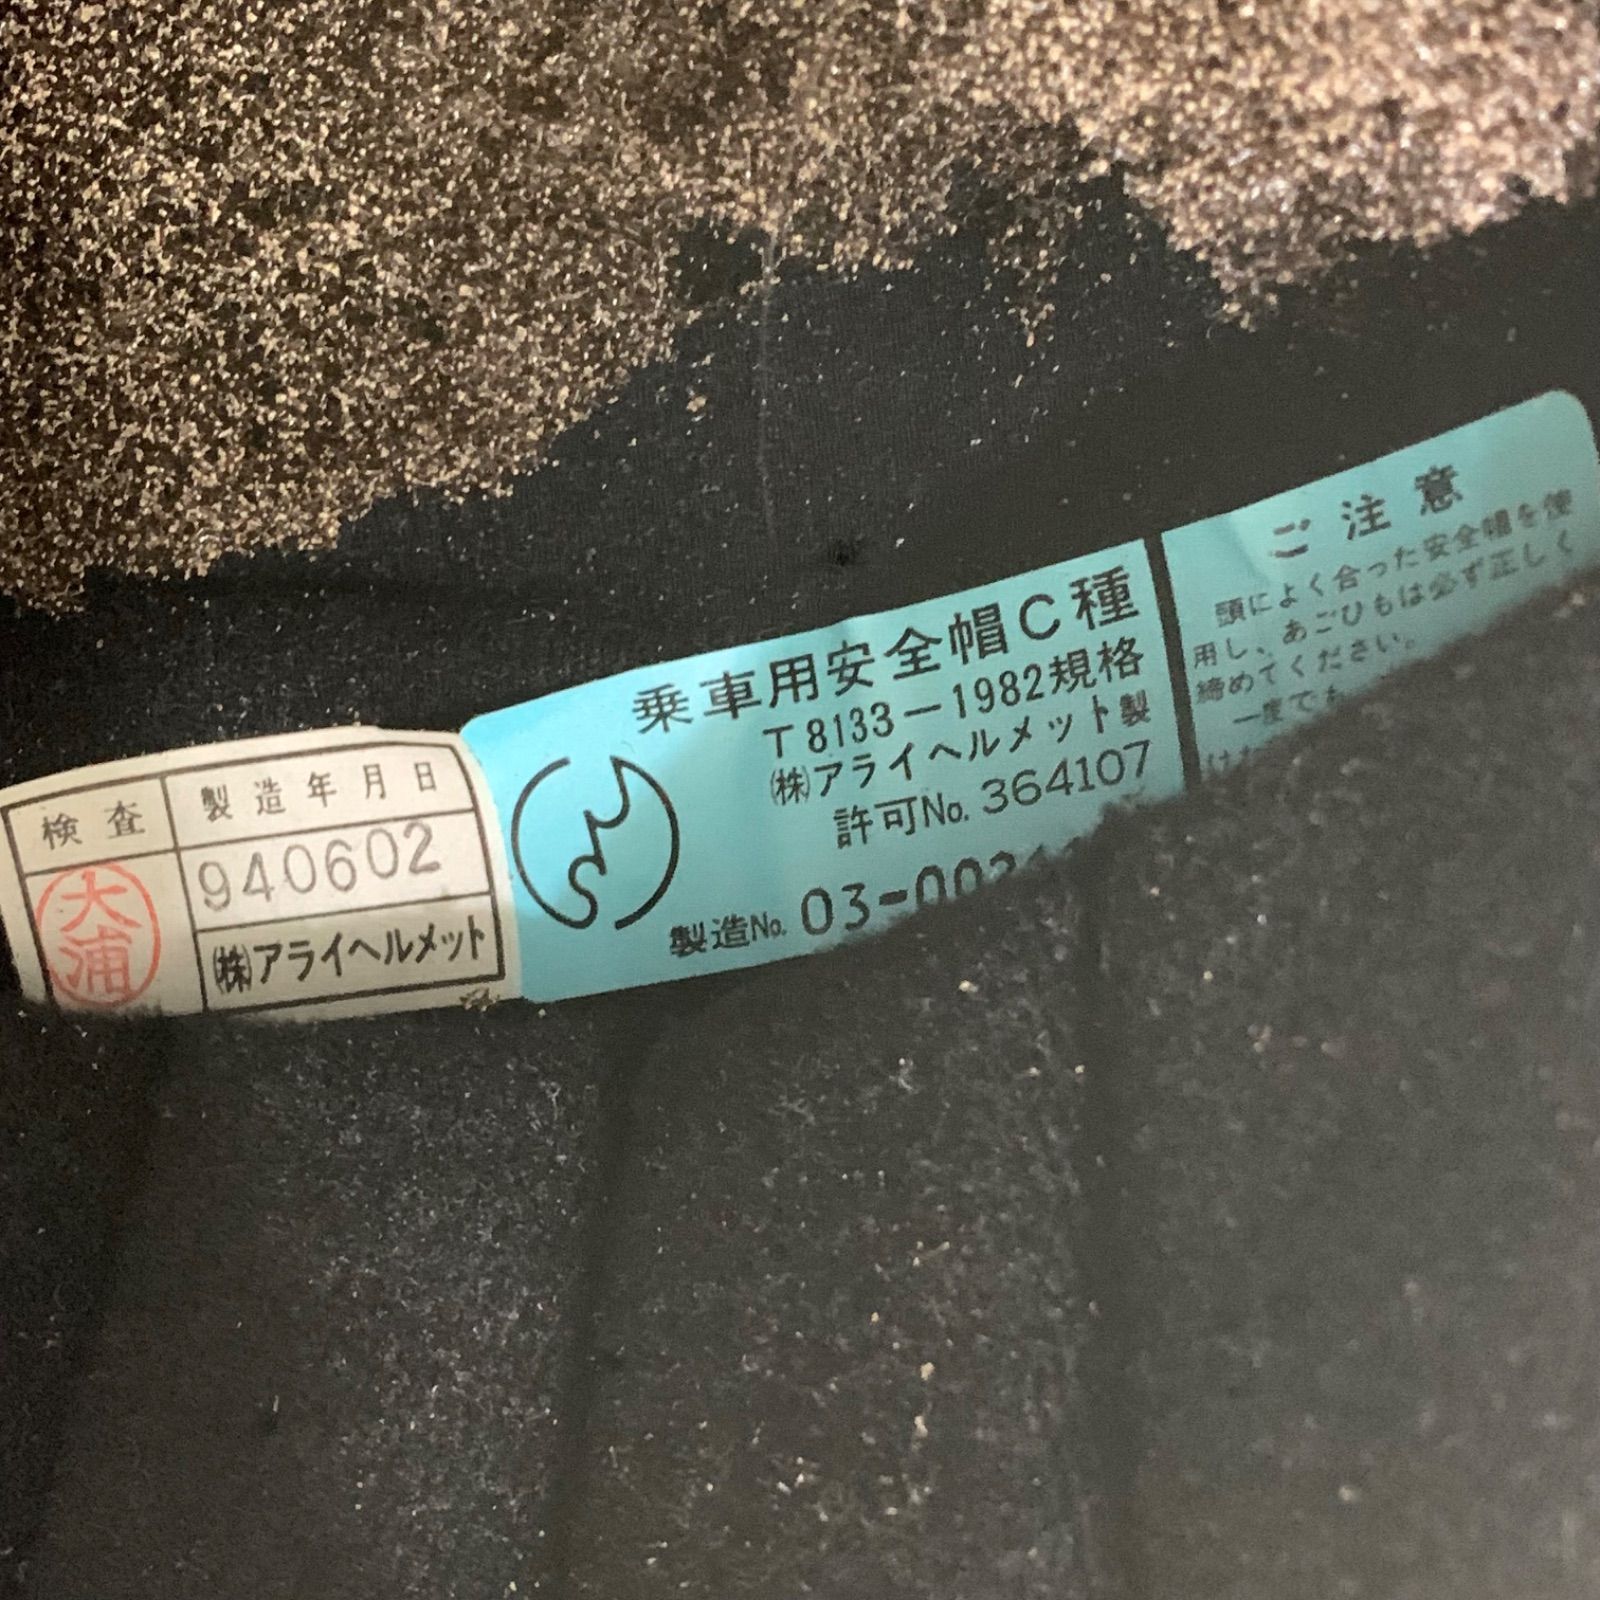 検査
大浦
製造年月日
940602
㈱アライヘルメット
乗車用安全帽C種
T8133-1982規格
㈱アライヘルメット製
許可No. 364107
製造No. 03-00
ご注意
頭によく合った安全帽を使
用し、あごひもは必ず正しく
締めてください。
一度でも